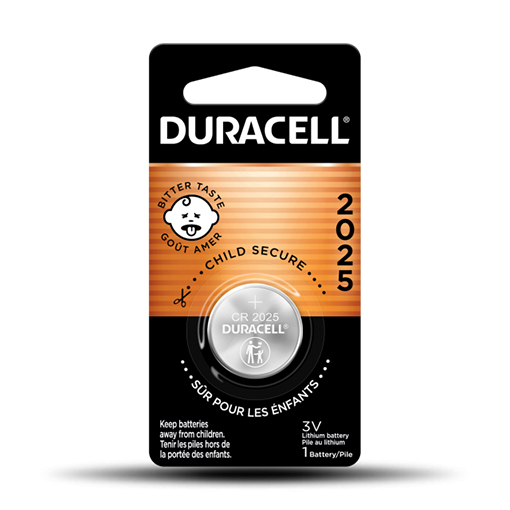 DURACELL®
BITTER TASTE
GOÛT AMER
2025
CHILD SECURE
+
CR 2025
DURACELL®
SÛR POUR LES ÉNFANTS
Keep batteries
away from children.
Tenir les piles hors de
la portée des enfants.
3V
Lithium battery
Pile au lithium
1 Battery/Pile